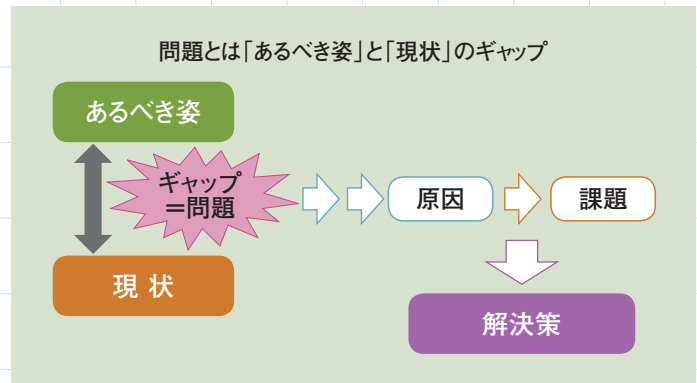 問題とは「あるべき姿」と「現状」のギャップ
あるべき姿
ギャップ
＝問題
原因
課題
現 状
解決策